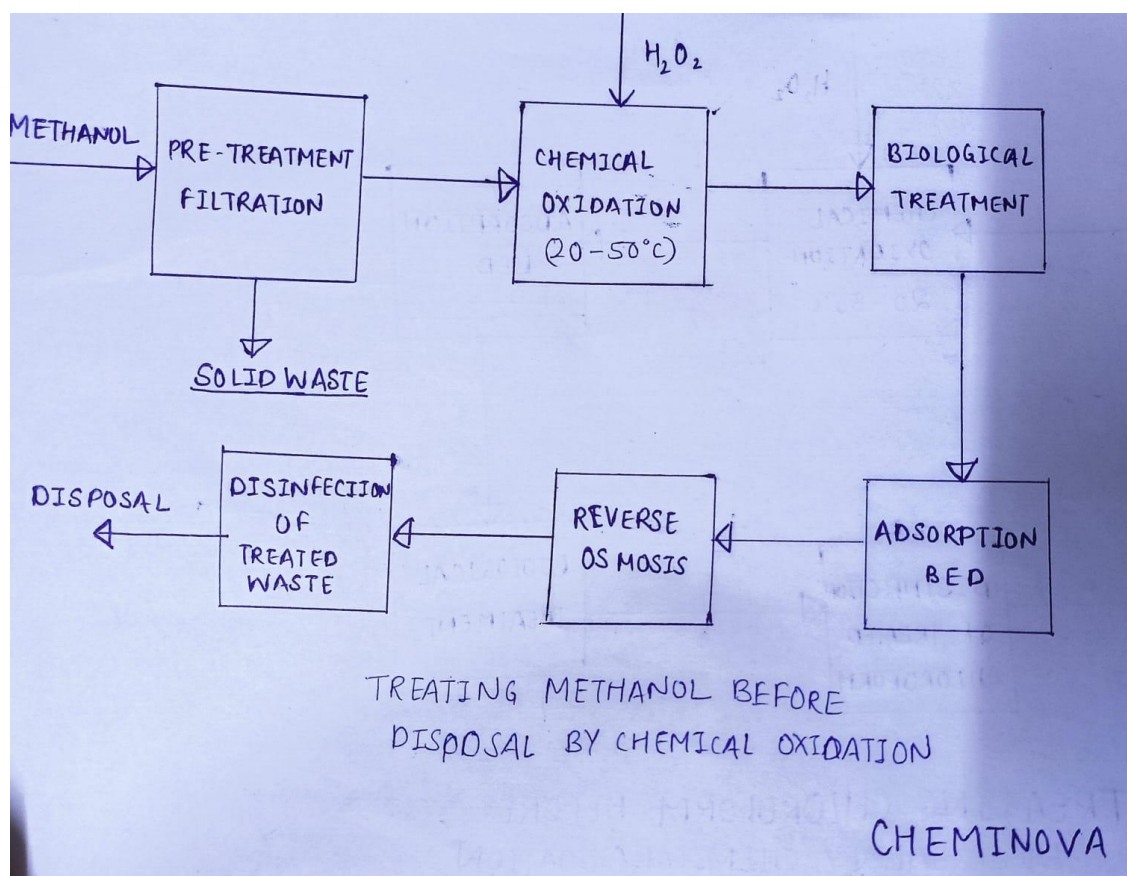 H₂O₂
METHANOL
PRE-TREATMENT
FILTRATION
CHEMICAL
OXIDATION
(20-50°C)
BIOLOGICAL
TREATMENT
SOLID WASTE
DISPOSAL
DISINFECTION
OF
TREATED
WASTE
REVERSE
OSMOSIS
ADSORPTION
BED
TREATING METHANOL BEFORE
DISPOSAL BY CHEMICAL OXIDATION
CHEMINOVA